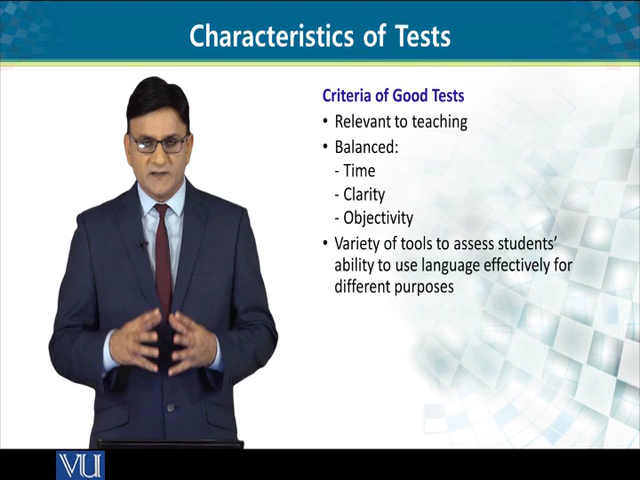 Characteristics of Tests
Criteria of Good Tests
• Relevant to teaching
• Balanced:
- Time
- Clarity
- Objectivity
• Variety of tools to assess students’
ability to use language effectively for
different purposes
VU